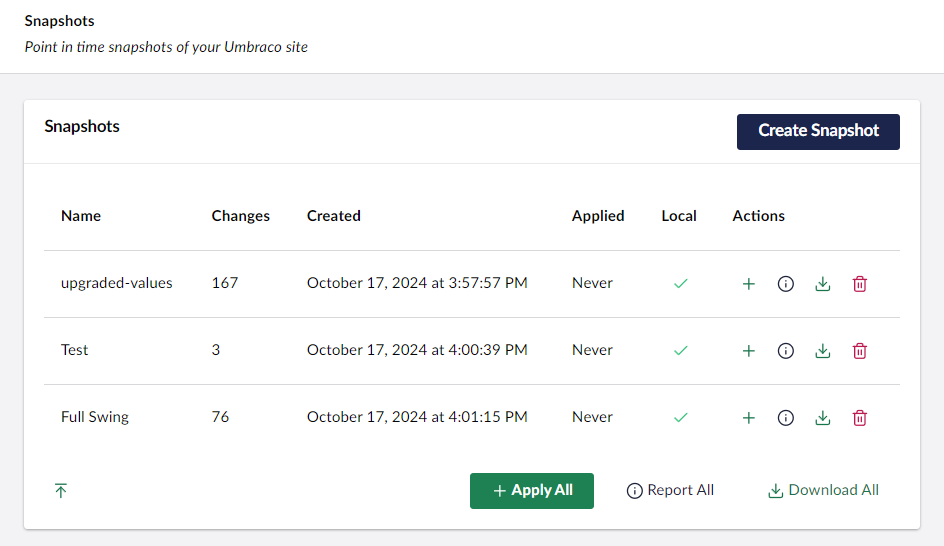 Snapshots
Point in time snapshots of your Umbraco site
Snapshots
Create Snapshot
Name Changes Created Applied Local Actions
upgraded-values 167 October 17, 2024 at 3:57:57 PM Never
Test 3 October 17, 2024 at 4:00:39 PM Never
Full Swing 76 October 17, 2024 at 4:01:15 PM Never
Apply All Report All Download All